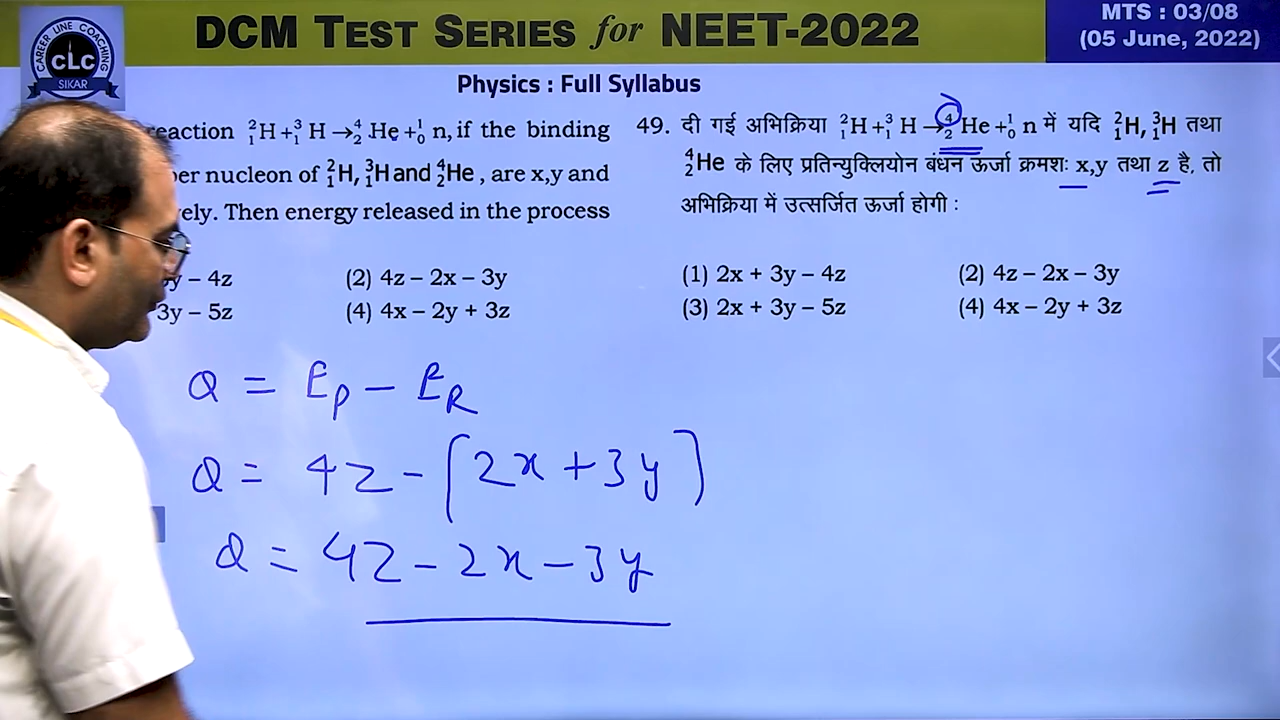 DCM TEST SERIES for NEET-2022
MTS : 03/08
(05 June, 2022)
CAREER LINE COACHING
CLC
SIKAR
Physics : Full Syllabus
reaction ²₁H+³₁H→⁴₂He+¹₀n, if the binding
per nucleon of ²₁H, ³₁H and ⁴₂He, are x,y and
ely. Then energy released in the process
y – 4z
(2) 4z – 2x – 3y
3y – 5z
(4) 4x – 2y + 3z
49. दी गई अभिक्रिया ²₁H+³₁H→⁴₂He+¹₀n में यदि ²₁H, ³₁H तथा
⁴₂He के लिए प्रतिन्युक्लियोन बंधन ऊर्जा क्रमशः x,y तथा z है, तो
अभिक्रिया में उत्सर्जित ऊर्जा होगी :
(1) 2x + 3y – 4z
(2) 4z – 2x – 3y
(3) 2x + 3y – 5z
(4) 4x – 2y + 3z
Q = E_P – E_R
Q = 4z – [2x + 3y]
Q = 4z – 2x – 3y